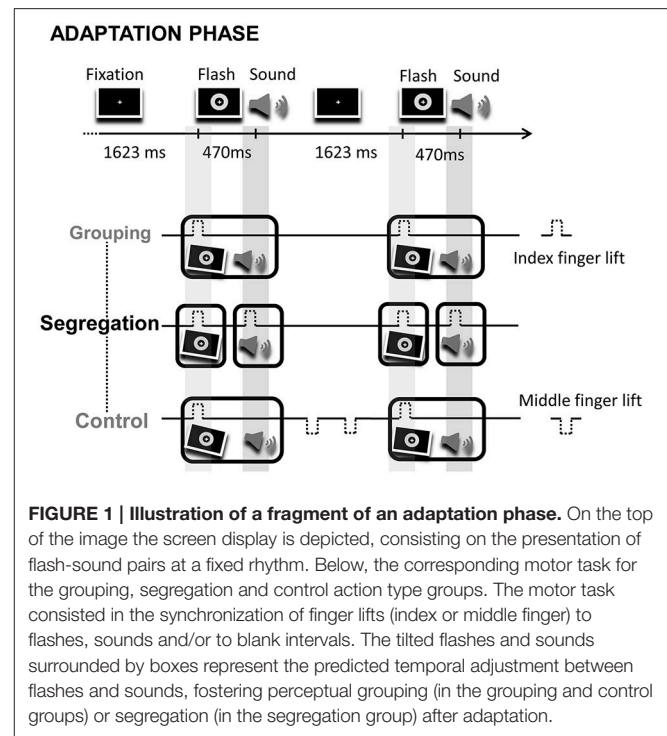 ADAPTATION PHASE
Fixation Flash Sound Flash Sound
1623 ms 470ms 1623 ms 470ms
Grouping
Index finger lift
Segregation
Middle finger lift
Control
FIGURE 1 | Illustration of a fragment of an adaptation phase. On the top
of the image the screen display is depicted, consisting on the presentation of
flash-sound pairs at a fixed rhythm. Below, the corresponding motor task for
the grouping, segregation and control action type groups. The motor task
consisted in the synchronization of finger lifts (index or middle finger) to
flashes, sounds and/or to blank intervals. The tilted flashes and sounds
surrounded by boxes represent the predicted temporal adjustment between
flashes and sounds, fostering perceptual grouping (in the grouping and control
groups) or segregation (in the segregation group) after adaptation.